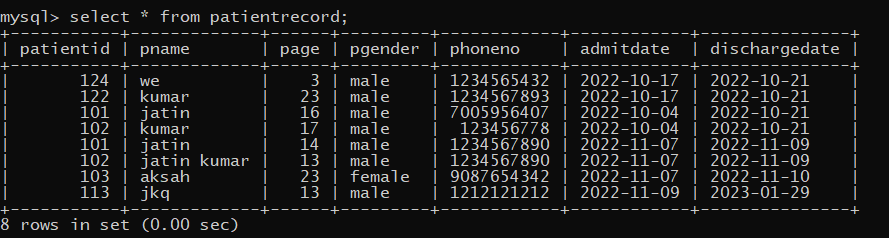 mysql> select * from patientrecord;
+-----------+-------------+------+---------+------------+------------+---------------+
| patientid | pname       | page | pgender | phoneno    | admitdate  | dischargedate |
+-----------+-------------+------+---------+------------+------------+---------------+
|       124 | we          |    3 | male    | 1234565432 | 2022-10-17 | 2022-10-21    |
|       122 | kumar       |   23 | male    | 1234567893 | 2022-10-17 | 2022-10-21    |
|       101 | jatin       |   16 | male    | 7005956407 | 2022-10-04 | 2022-10-21    |
|       102 | kumar       |   17 | male    |  123456778 | 2022-10-04 | 2022-10-21    |
|       101 | jatin       |   14 | male    | 1234567890 | 2022-11-07 | 2022-11-09    |
|       102 | jatin kumar |   13 | male    | 1234567890 | 2022-11-07 | 2022-11-09    |
|       103 | aksah       |   23 | female  | 9087654342 | 2022-11-07 | 2022-11-10    |
|       113 | jkq         |   13 | male    | 1212121212 | 2022-11-09 | 2023-01-29    |
+-----------+-------------+------+---------+------------+------------+---------------+
8 rows in set (0.00 sec)